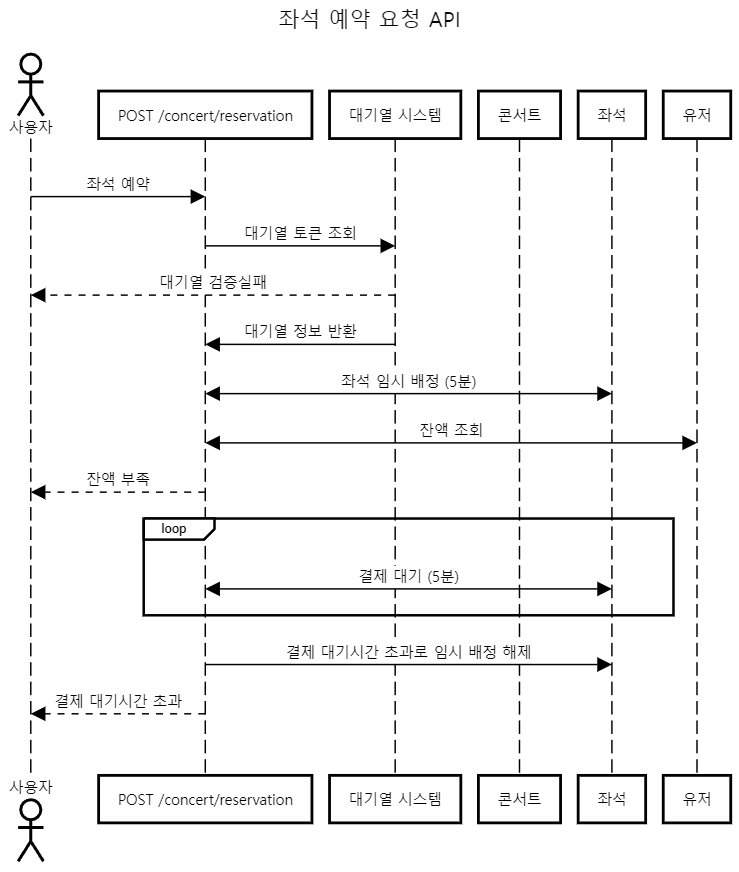 좌석 예약 요청 API
사용자
POST /concert/reservation
대기열 시스템
콘서트
좌석
유저
좌석 예약
대기열 토큰 조회
대기열 검증실패
대기열 정보 반환
좌석 임시 배정 (5분)
잔액 조회
잔액 부족
loop
결제 대기 (5분)
결제 대기시간 초과로 임시 배정 해제
결제 대기시간 초과
사용자
POST /concert/reservation
대기열 시스템
콘서트
좌석
유저